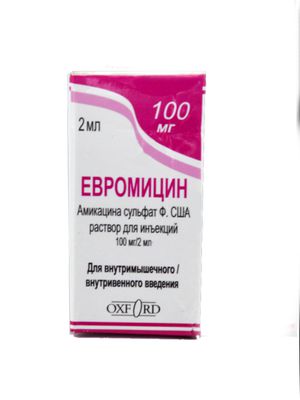 100
мг
2 мл
ЕВРОМИЦИН
Амикацина сульфат Ф. США
раствор для инъекций
100 мг/2 мл
Для внутримышечного /
внутривенного введения
OXFORD